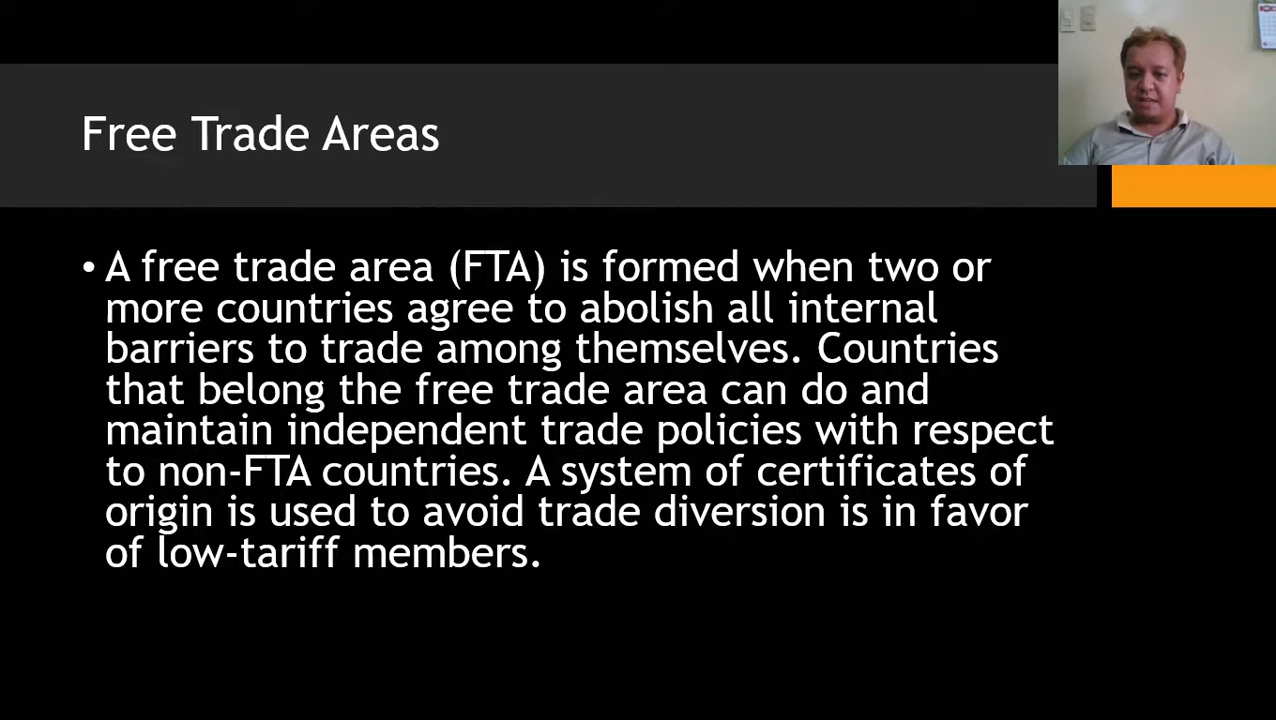 Free Trade Areas
• A free trade area (FTA) is formed when two or
more countries agree to abolish all internal
barriers to trade among themselves. Countries
that belong the free trade area can do and
maintain independent trade policies with respect
to non-FTA countries. A system of certificates of
origin is used to avoid trade diversion is in favor
of low-tariff members.